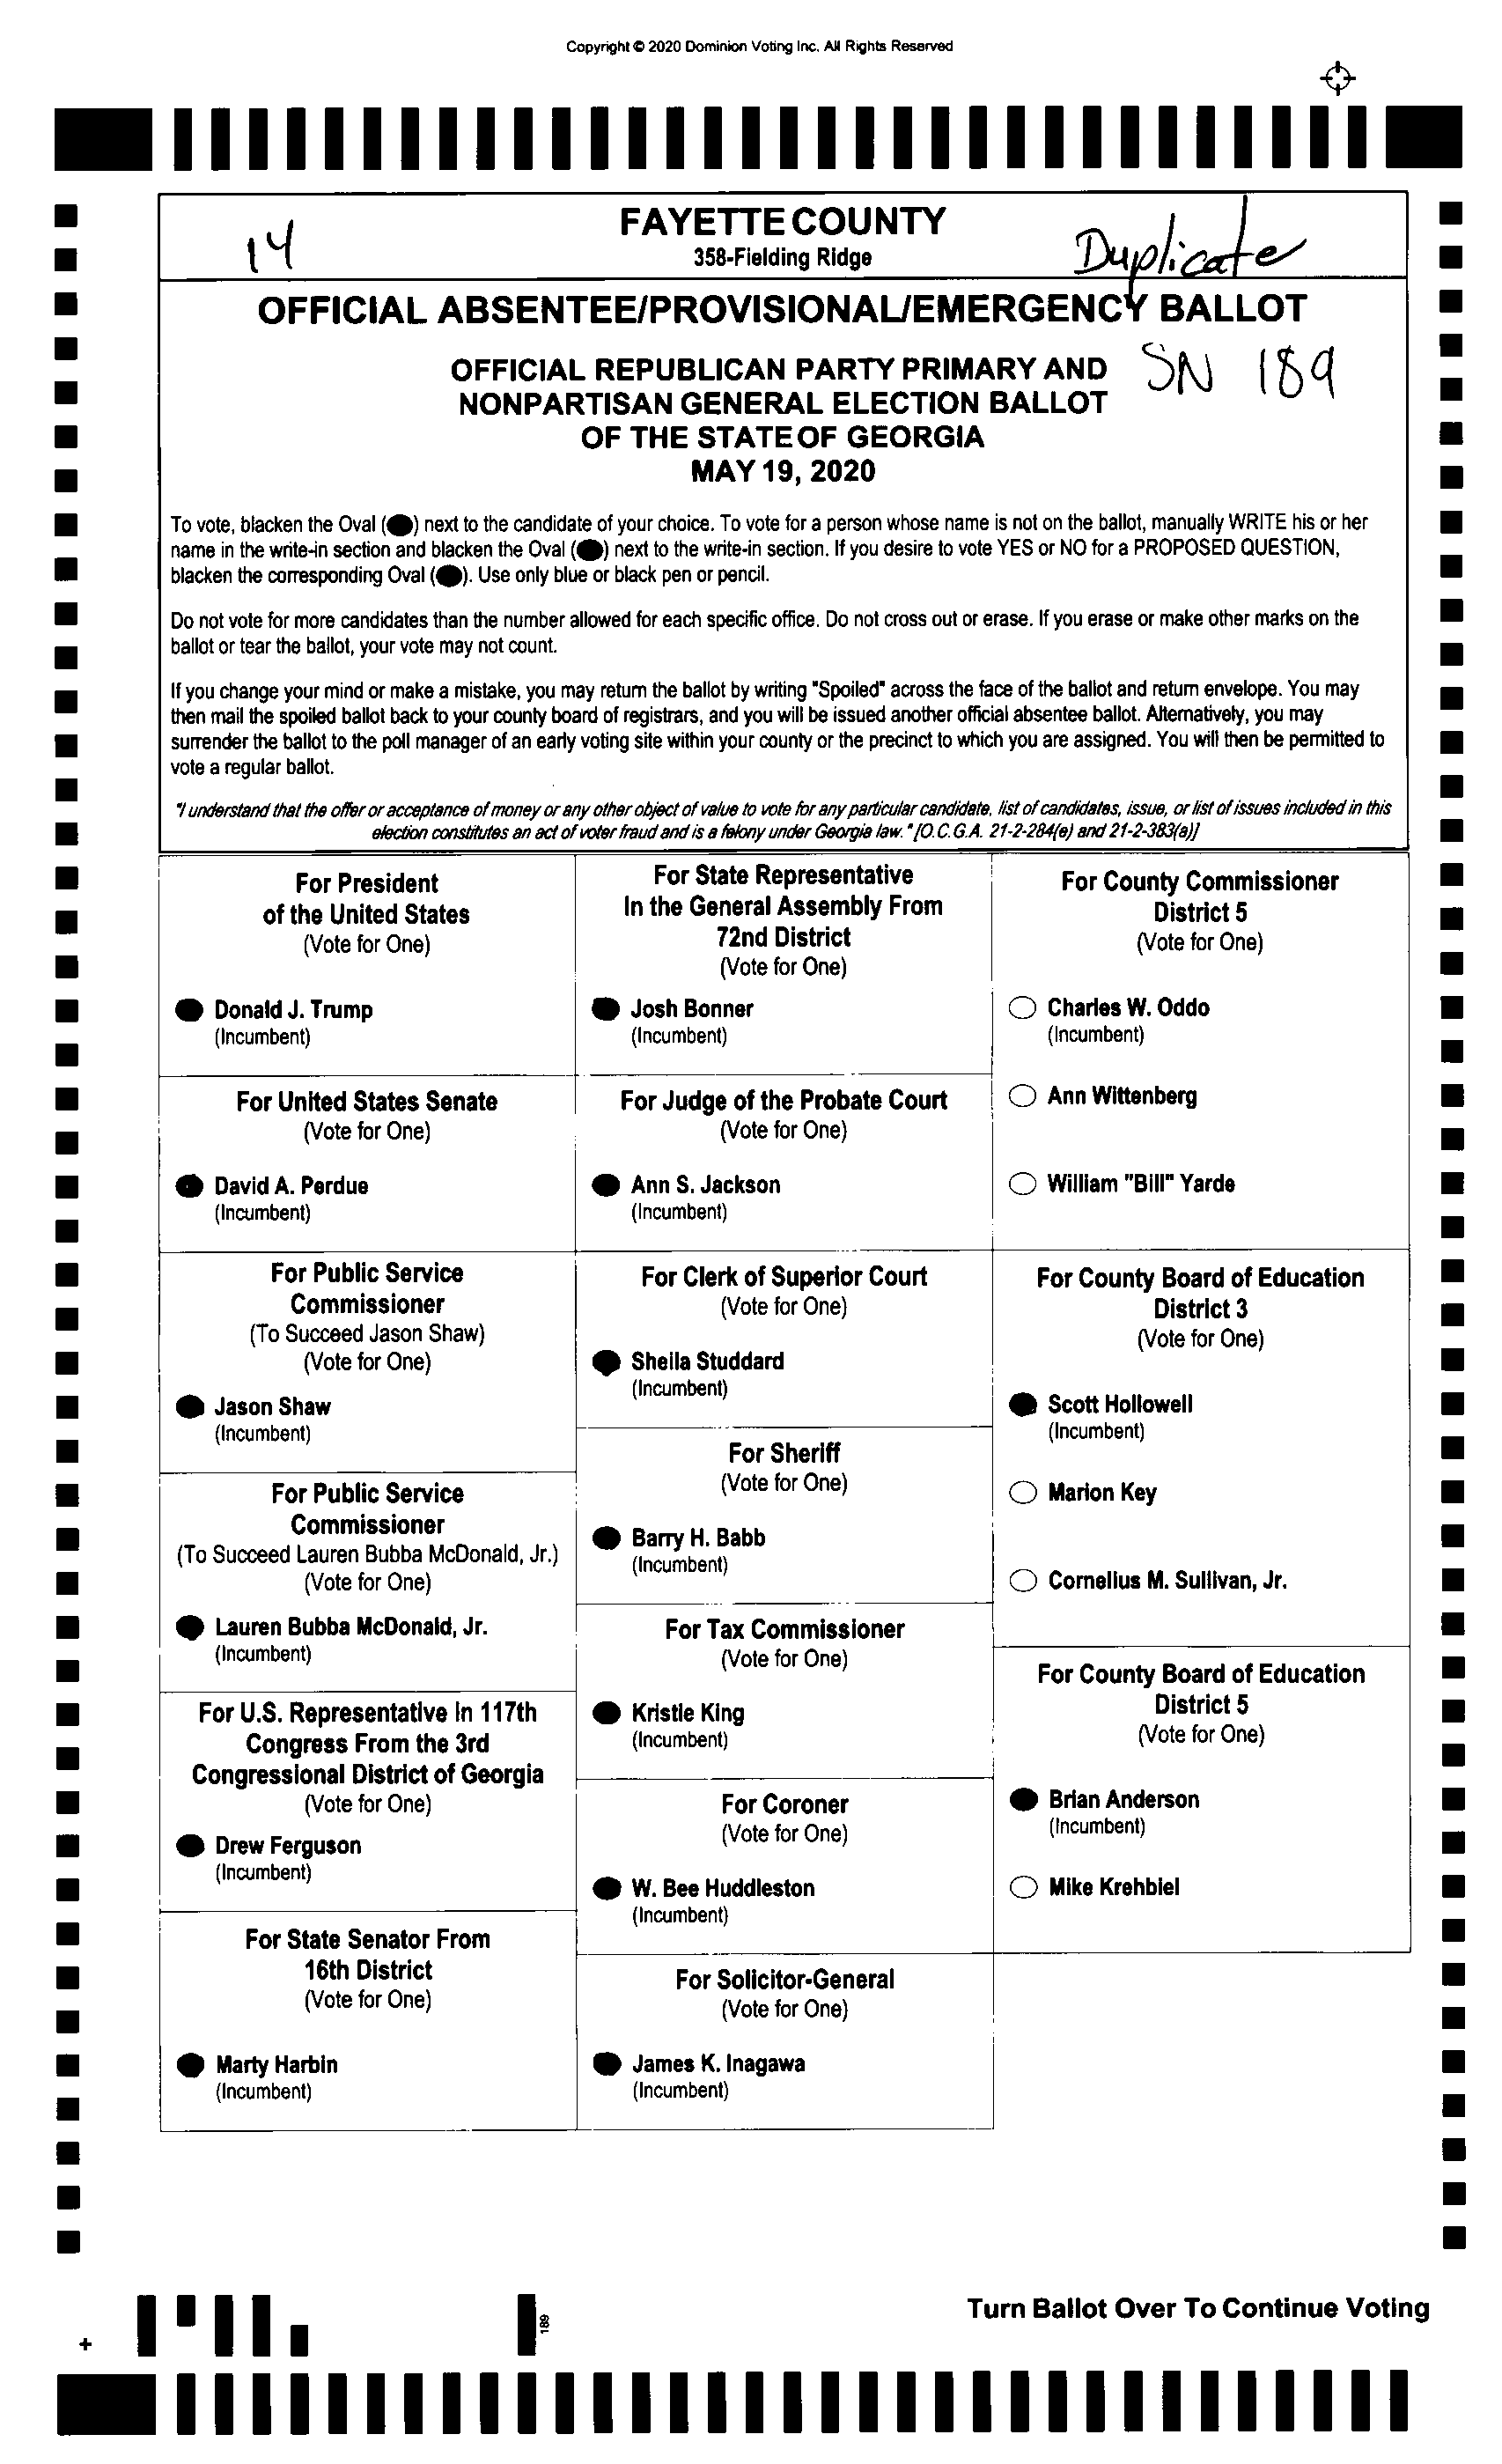 Copyright © 2020 Dominion Voting Inc. All Rights Reserved
FAYETTE COUNTY
14
358-Fielding Ridge
Duplicate
OFFICIAL ABSENTEE/PROVISIONAL/EMERGENCY BALLOT
OFFICIAL REPUBLICAN PARTY PRIMARY AND
SN 189
NONPARTISAN GENERAL ELECTION BALLOT
OF THE STATE OF GEORGIA
MAY 19, 2020
To vote, blacken the Oval (●) next to the candidate of your choice. To vote for a person whose name is not on the ballot, manually WRITE his or her
name in the write-in section and blacken the Oval (●) next to the write-in section. If you desire to vote YES or NO for a PROPOSED QUESTION,
blacken the corresponding Oval (●). Use only blue or black pen or pencil.
Do not vote for more candidates than the number allowed for each specific office. Do not cross out or erase. If you erase or make other marks on the
ballot or tear the ballot, your vote may not count.
If you change your mind or make a mistake, you may return the ballot by writing "Spoiled" across the face of the ballot and return envelope. You may
then mail the spoiled ballot back to your county board of registrars, and you will be issued another official absentee ballot. Alternatively, you may
surrender the ballot to the poll manager of an early voting site within your county or the precinct to which you are assigned. You will then be permitted to
vote a regular ballot.
"I understand that the offer or acceptance of money or any other object of value to vote for any particular candidate, list of candidates, issue, or list of issues included in this
election constitutes an act of voter fraud and is a felony under Georgia law." [O.C.G.A. 21-2-284(e) and 21-2-383(a)]
For President
of the United States
(Vote for One)
Donald J. Trump
(Incumbent)
For United States Senate
(Vote for One)
David A. Perdue
(Incumbent)
For Public Service
Commissioner
(To Succeed Jason Shaw)
(Vote for One)
Jason Shaw
(Incumbent)
For Public Service
Commissioner
(To Succeed Lauren Bubba McDonald, Jr.)
(Vote for One)
Lauren Bubba McDonald, Jr.
(Incumbent)
For U.S. Representative In 117th
Congress From the 3rd
Congressional District of Georgia
(Vote for One)
Drew Ferguson
(Incumbent)
For State Senator From
16th District
(Vote for One)
Marty Harbin
(Incumbent)
For State Representative
In the General Assembly From
72nd District
(Vote for One)
Josh Bonner
(Incumbent)
For Judge of the Probate Court
(Vote for One)
Ann S. Jackson
(Incumbent)
For Clerk of Superior Court
(Vote for One)
Sheila Studdard
(Incumbent)
For Sheriff
(Vote for One)
Barry H. Babb
(Incumbent)
For Tax Commissioner
(Vote for One)
Kristie King
(Incumbent)
For Coroner
(Vote for One)
W. Bee Huddleston
(Incumbent)
For Solicitor-General
(Vote for One)
James K. Inagawa
(Incumbent)
For County Commissioner
District 5
(Vote for One)
Charles W. Oddo
(Incumbent)
Ann Wittenberg
William "Bill" Yarde
For County Board of Education
District 3
(Vote for One)
Scott Hollowell
(Incumbent)
Marion Key
Cornelius M. Sullivan, Jr.
For County Board of Education
District 5
(Vote for One)
Brian Anderson
(Incumbent)
Mike Krehbiel
Turn Ballot Over To Continue Voting
189